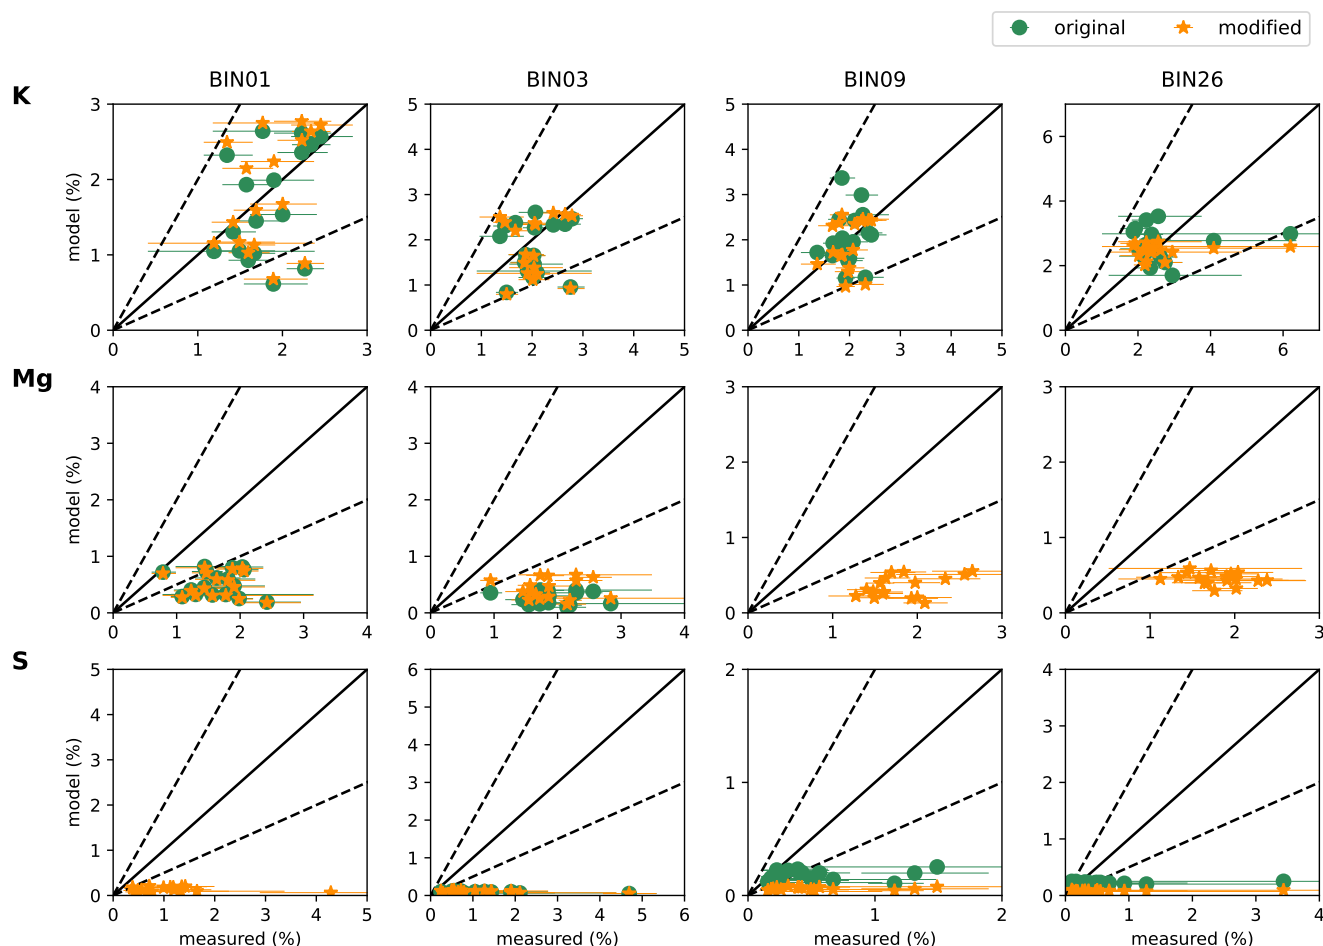 original modified
BIN01 BIN03 BIN09 BIN26
K
model (%)
3 5 5
2 4 4 6
1 3 3 4
2 2
1 1 2
0 0 0 0
0 1 2 3 0 1 2 3 4 5 0 1 2 3 4 5 0 2 4 6
Mg
model (%)
4 4 3 3
3 3
2 2 2 2
1 1 1 1
0 0 0 0
0 1 2 3 4 0 1 2 3 4 0 1 2 3 0 1 2 3
S
model (%)
5 6 2 4
4 5
3 4 3
2 3 1 2
1 2 1
1
0 0 0 0
0 1 2 3 4 5 0 1 2 3 4 5 6 0 1 2 0 1 2 3 4
measured (%) measured (%) measured (%) measured (%)